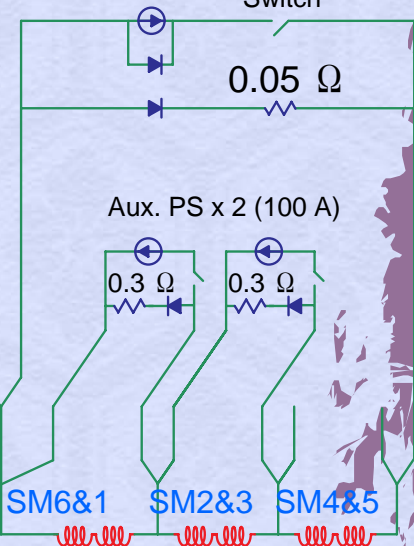 Switch
0.05 Ω
Aux. PS x 2 (100 A)
0.3 Ω 0.3 Ω
SM6&1 SM2&3 SM4&5